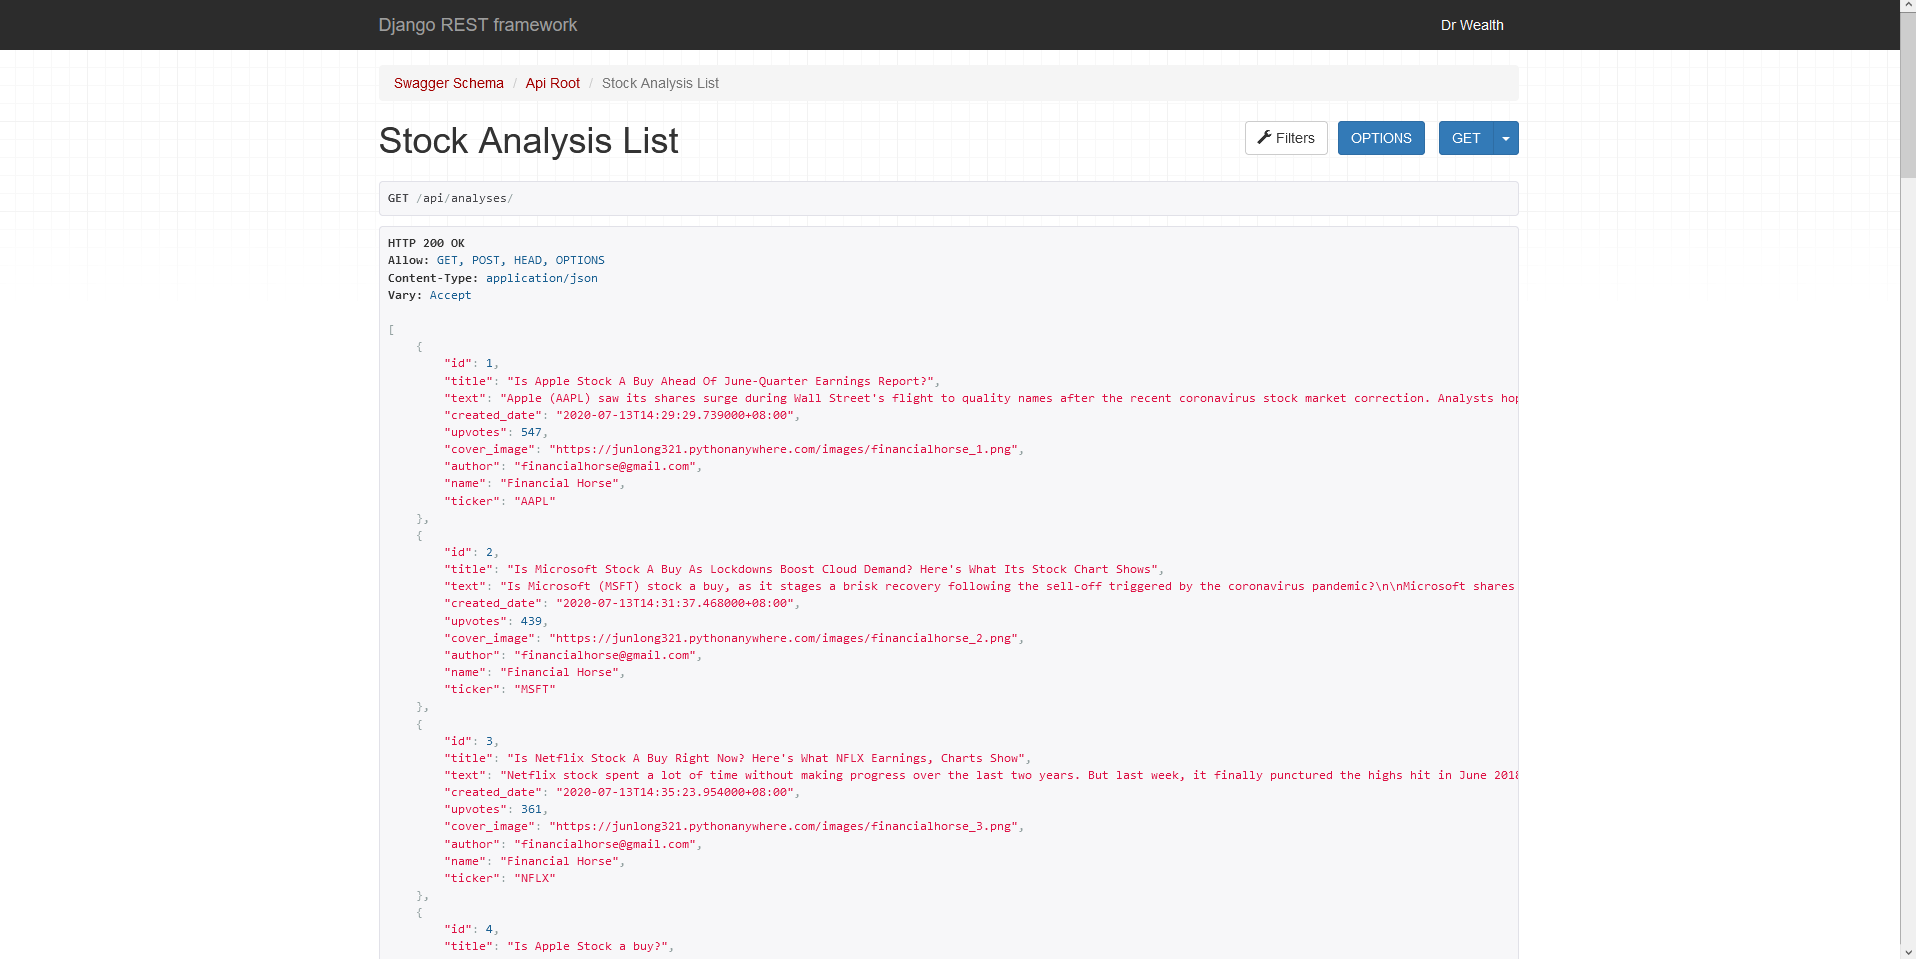 Django REST framework
Dr Wealth
Swagger Schema / Api Root / Stock Analysis List
Stock Analysis List
Filters
OPTIONS
GET
GET /api/analyses/
HTTP 200 OK
Allow: GET, POST, HEAD, OPTIONS
Content-Type: application/json
Vary: Accept
[
{
"id": 1,
"title": "Is Apple Stock A Buy Ahead Of June-Quarter Earnings Report?",
"text": "Apple (AAPL) saw its shares surge during Wall Street's flight to quality names after the recent coronavirus stock market correction. Analysts hop
"created_date": "2020-07-13T14:29:29.739000+08:00",
"upvotes": 547,
"cover_image": "https://junlong321.pythonanywhere.com/images/financialhorse_1.png",
"author": "financialhorse@gmail.com",
"name": "Financial Horse",
"ticker": "AAPL"
},
{
"id": 2,
"title": "Is Microsoft Stock A Buy As Lockdowns Boost Cloud Demand? Here's What Its Stock Chart Shows",
"text": "Is Microsoft (MSFT) stock a buy, as it stages a brisk recovery following the sell-off triggered by the coronavirus pandemic?\n\nMicrosoft shares
"created_date": "2020-07-13T14:31:37.468000+08:00",
"upvotes": 439,
"cover_image": "https://junlong321.pythonanywhere.com/images/financialhorse_2.png",
"author": "financialhorse@gmail.com",
"name": "Financial Horse",
"ticker": "MSFT"
},
{
"id": 3,
"title": "Is Netflix Stock A Buy Right Now? Here's What NFLX Earnings, Charts Show",
"text": "Netflix stock spent a lot of time without making progress over the last two years. But last week, it finally punctured the highs hit in June 2018
"created_date": "2020-07-13T14:35:23.954000+08:00",
"upvotes": 361,
"cover_image": "https://junlong321.pythonanywhere.com/images/financialhorse_3.png",
"author": "financialhorse@gmail.com",
"name": "Financial Horse",
"ticker": "NFLX"
},
{
"id": 4,
"title": "Is Apple Stock a buy?",